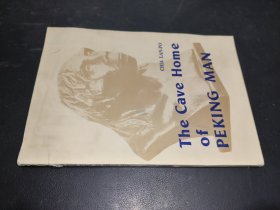 CHIA LAN-PO
The Cave Home
of
PEKING MAN